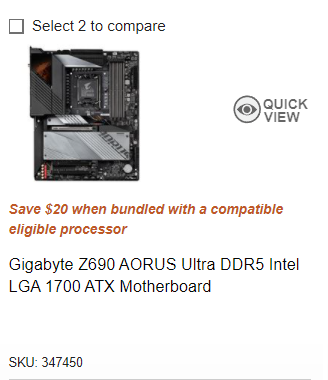 Select 2 to compare
QUICK
VIEW
Save $20 when bundled with a compatible
eligible processor
Gigabyte Z690 AORUS Ultra DDR5 Intel
LGA 1700 ATX Motherboard
SKU: 347450